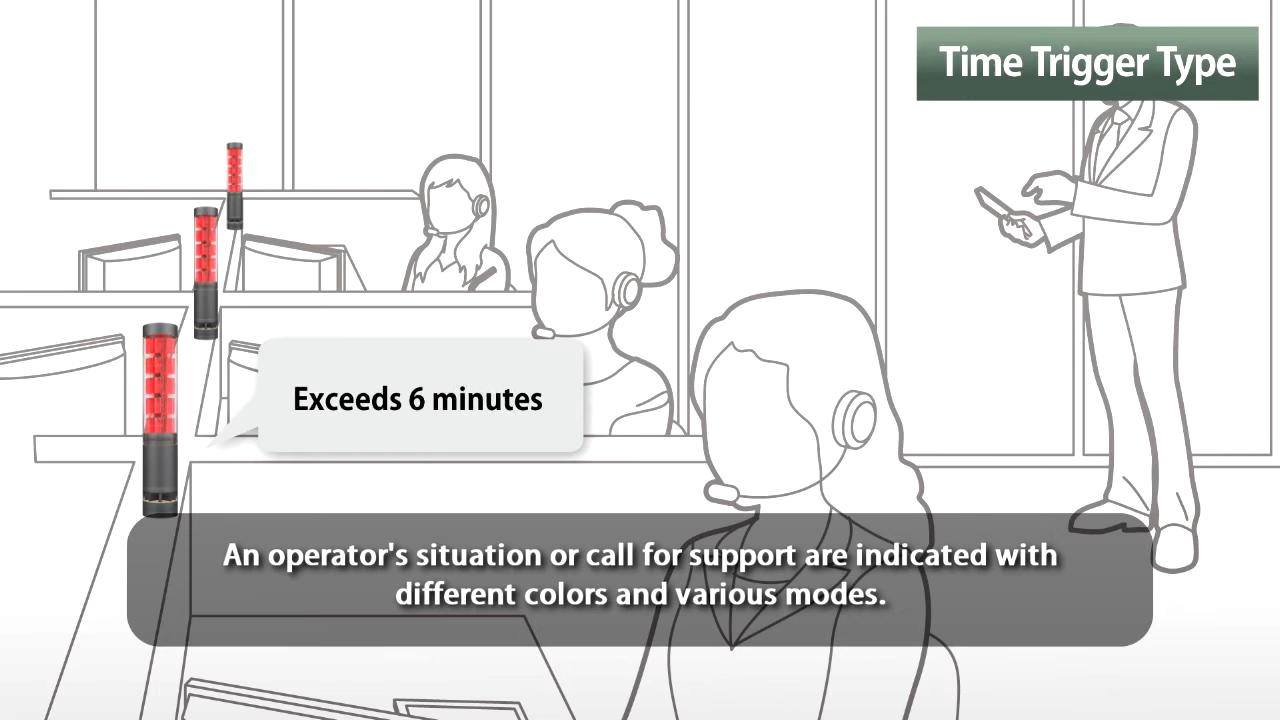 Time Trigger Type
Exceeds 6 minutes
An operator's situation or call for support are indicated with
different colors and various modes.